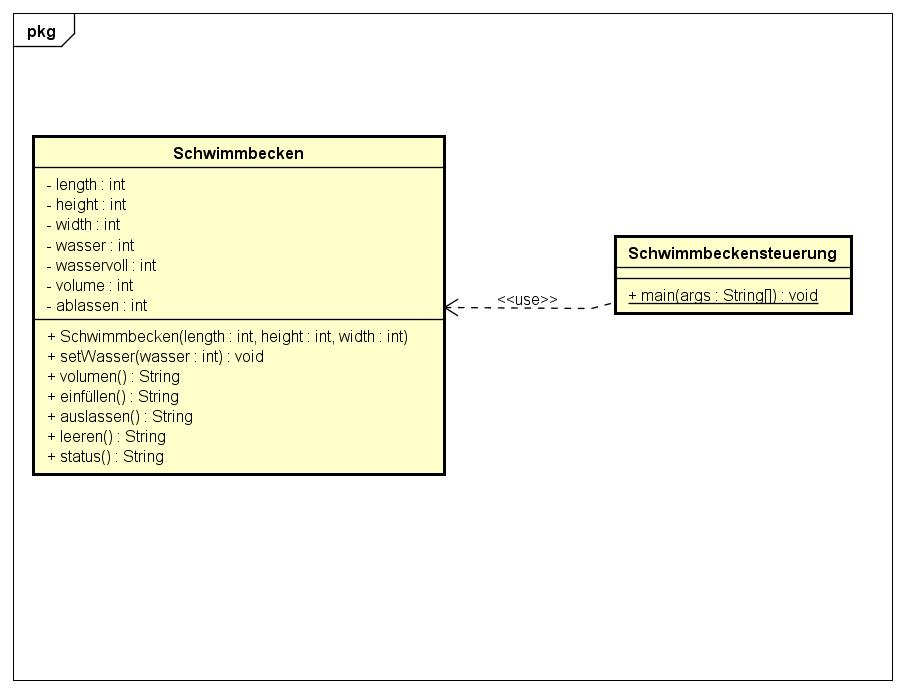 pkg
Schwimmbecken
- length : int
- height : int
- width : int
- wasser : int
- wasservoll : int
- volume : int
- ablassen : int
+ Schwimmbecken(length : int, height : int, width : int)
+ setWasser(wasser : int) : void
+ volumen() : String
+ einfüllen() : String
+ auslassen() : String
+ leeren() : String
+ status() : String
<<use>>
Schwimmbeckensteuerung
+ main(args : String[]) : void